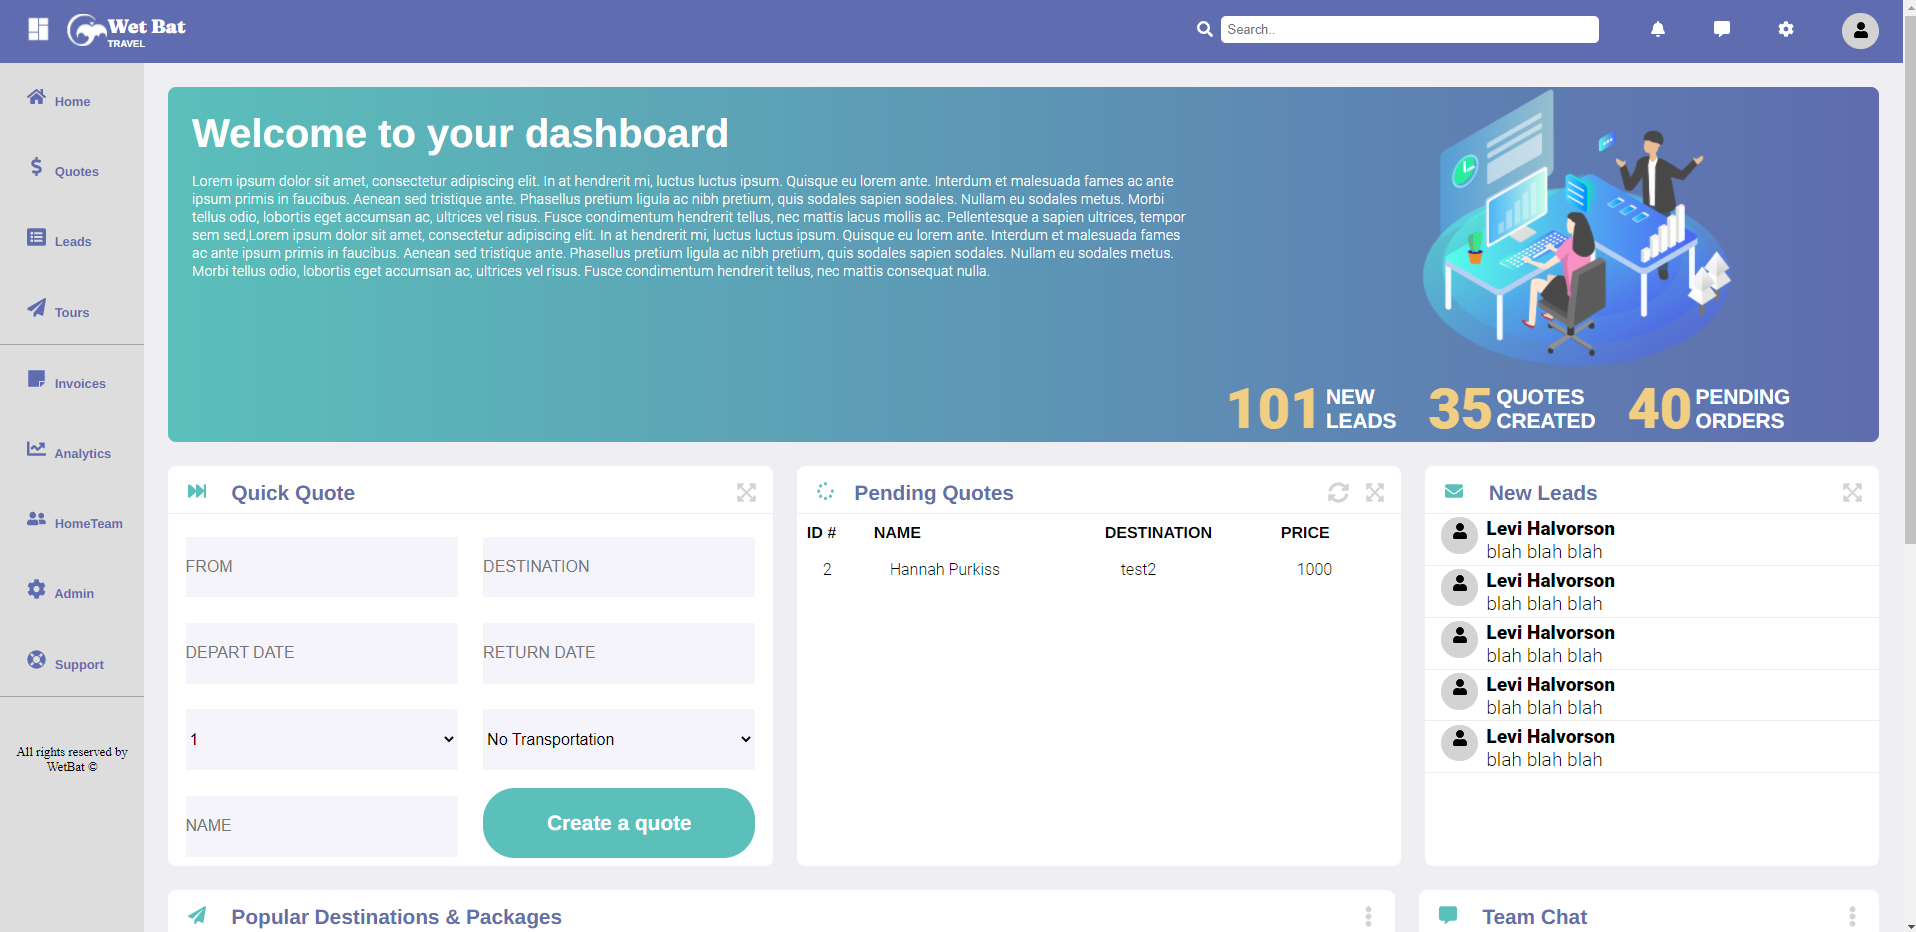 Wet Bat
TRAVEL
Search..
Home
Quotes
Leads
Tours
Invoices
Analytics
HomeTeam
Admin
Support
All rights reserved by
WetBat ©
Welcome to your dashboard
Lorem ipsum dolor sit amet, consectetur adipiscing elit. In at hendrerit mi, luctus luctus ipsum. Quisque eu lorem ante. Interdum et malesuada fames ac ante
ipsum primis in faucibus. Aenean sed tristique ante. Phasellus pretium ligula ac nibh pretium, quis sodales sapien sodales. Nullam eu sodales metus. Morbi
tellus odio, lobortis eget accumsan ac, ultrices vel risus. Fusce condimentum hendrerit tellus, nec mattis lacus mollis ac. Pellentesque a sapien ultrices, tempor
sem sed,Lorem ipsum dolor sit amet, consectetur adipiscing elit. In at hendrerit mi, luctus luctus ipsum. Quisque eu lorem ante. Interdum et malesuada fames
ac ante ipsum primis in faucibus. Aenean sed tristique ante. Phasellus pretium ligula ac nibh pretium, quis sodales sapien sodales. Nullam eu sodales metus.
Morbi tellus odio, lobortis eget accumsan ac, ultrices vel risus. Fusce condimentum hendrerit tellus, nec mattis consequat nulla.
101 NEW LEADS
35 QUOTES CREATED
40 PENDING ORDERS
Quick Quote
FROM
DESTINATION
DEPART DATE
RETURN DATE
1
No Transportation
NAME
Create a quote
Pending Quotes
ID # NAME DESTINATION PRICE
2 Hannah Purkiss test2 1000
New Leads
Levi Halvorson
blah blah blah
Levi Halvorson
blah blah blah
Levi Halvorson
blah blah blah
Levi Halvorson
blah blah blah
Levi Halvorson
blah blah blah
Popular Destinations & Packages
Team Chat